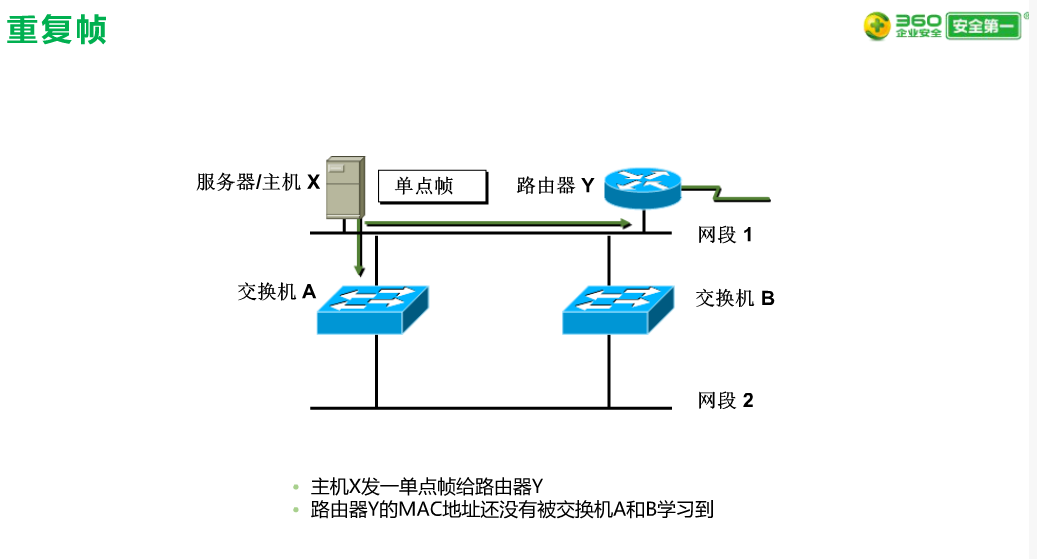 重复帧
360
企业安全
安全第一
服务器/主机 X
单点帧
路由器 Y
网段 1
交换机 A
交换机 B
网段 2
主机X发一单点帧给路由器Y
路由器Y的MAC地址还没有被交换机A和B学习到